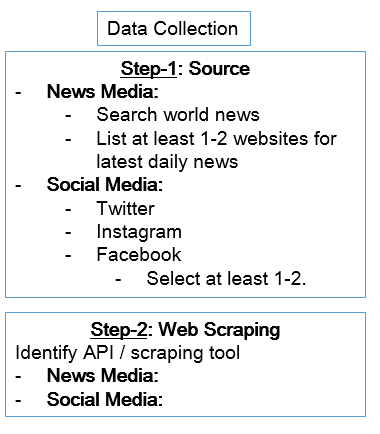 Data Collection
Step-1: Source
- News Media:
- Search world news
- List at least 1-2 websites for
latest daily news
- Social Media:
- Twitter
- Instagram
- Facebook
- Select at least 1-2.
Step-2: Web Scraping
Identify API / scraping tool
- News Media:
- Social Media: